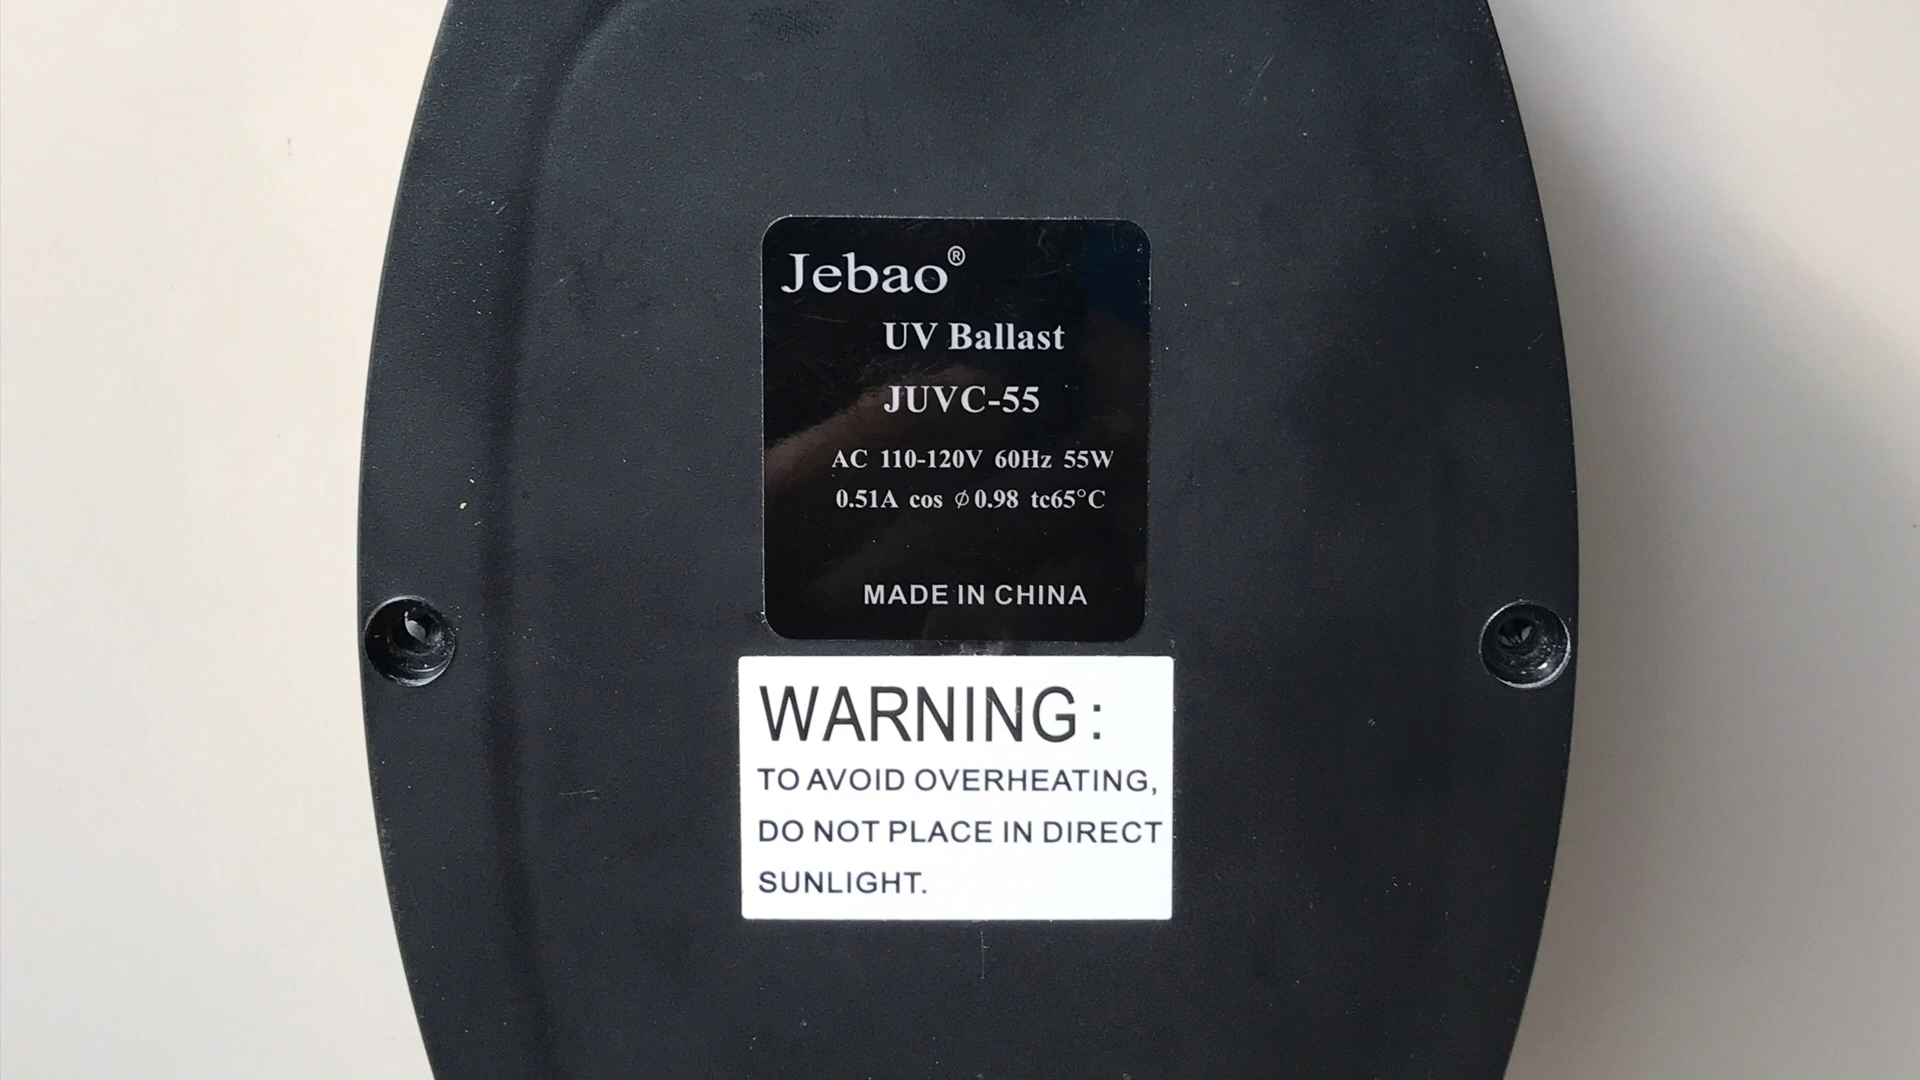 Jebao®
UV Ballast
JUVC-55
AC 110-120V 60Hz 55W
0.51A cos ∅ 0.98 tc65°C
MADE IN CHINA
WARNING:
TO AVOID OVERHEATING,
DO NOT PLACE IN DIRECT
SUNLIGHT.